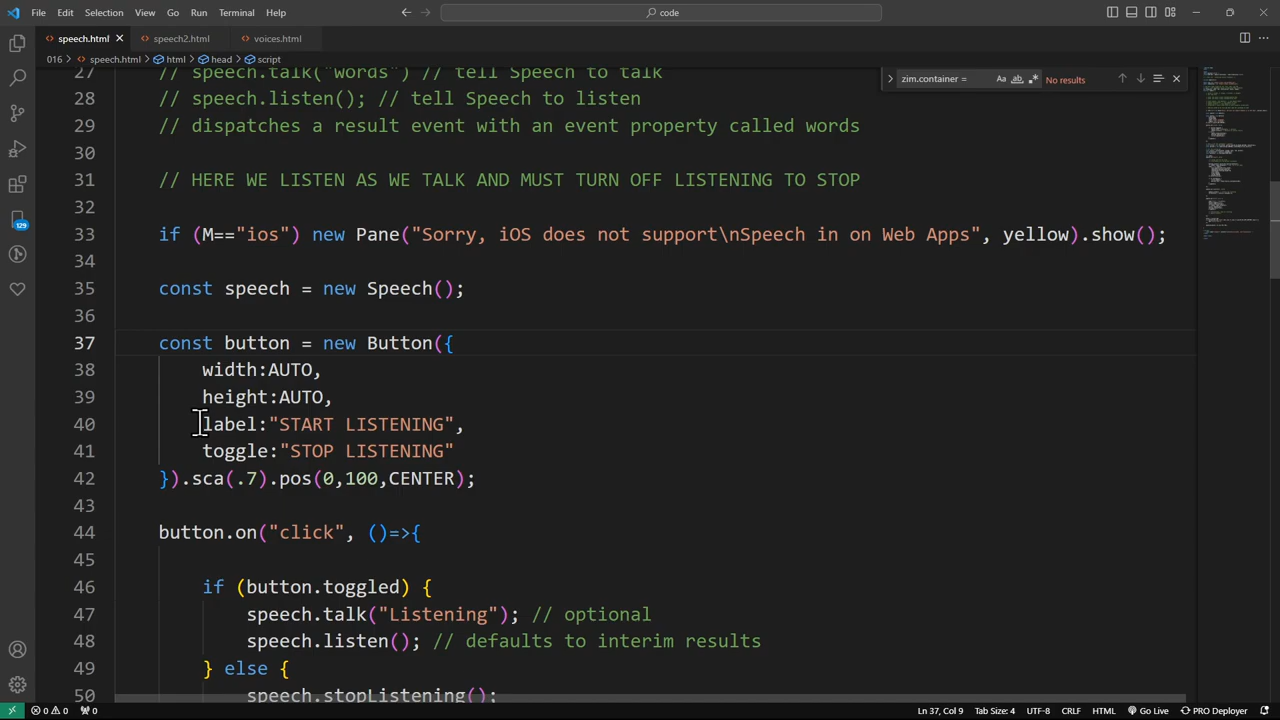 File Edit Selection View Go Run Terminal Help code
speech.html speech2.html voices.html
016 > speech.html > html > head > script
zim.container = Aa ab .* No results
27 // speech.talk("words") // tell Speech to talk
28 // speech.listen(); // tell Speech to listen
29 // dispatches a result event with an event property called words
30
31 // HERE WE LISTEN AS WE TALK AND MUST TURN OFF LISTENING TO STOP
32
33 if (M=="ios") new Pane("Sorry, it does not support\nSpeech in on Web Apps", yellow).show();
34
35 const speech = new Speech();
36
37 const button = new Button({
38 width:AUTO,
39 height:AUTO,
40 label:"START LISTENING",
41 toggle:"STOP LISTENING"
42 }).sca(.7).pos(0,100,CENTER);
43
44 button.on("click", ()=>{
45
46 if (button.toggled) {
47 speech.talk("Listening"); // optional
48 speech.listen(); // defaults to interim results
49 } else {
50 speech.stopListening();
129
0 0 0 Ln 37, Col 9 Tab Size: 4 UTF-8 CRLF HTML Go Live PRO Deployer